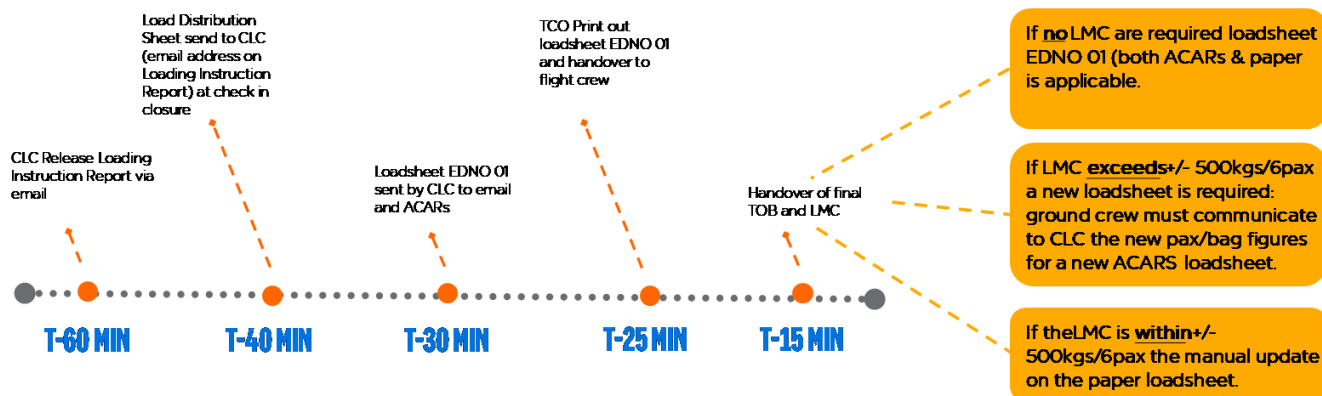 CLC Release Loading
Instruction Report via
email
T-60 MIN
Load Distribution
Sheet send to CLC
(email address on
Loading Instruction
Report) at check in
closure
T-40 MIN
Loadsheet EDNO 01
sent by CLC to email
and ACARs
T-30 MIN
TCO Print out
loadsheet EDNO 01
and handover to
flight crew
T-25 MIN
Handover of final
TOB and LMC
T-15 MIN
If no LMC are required loadsheet
EDNO 01 (both ACARs & paper
is applicable.
If LMC exceeds+/- 500kgs/6pax
a new loadsheet is required:
ground crew must communicate
to CLC the new pax/bag figures
for a new ACARS loadsheet.
If theLMC is within+/-
500kgs/6pax the manual update
on the paper loadsheet.